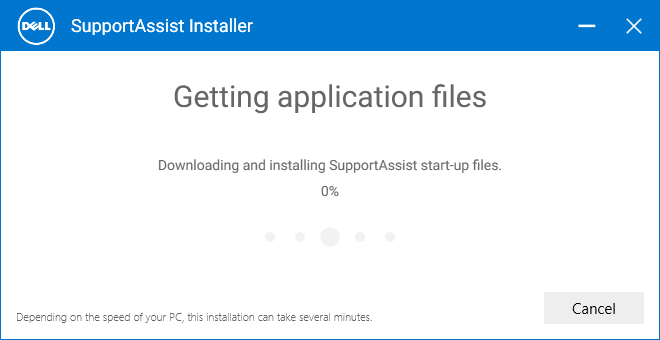 DELL SupportAssist Installer
Getting application files
Downloading and installing SupportAssist start-up files.
0%
Cancel
Depending on the speed of your PC, this installation can take several minutes.